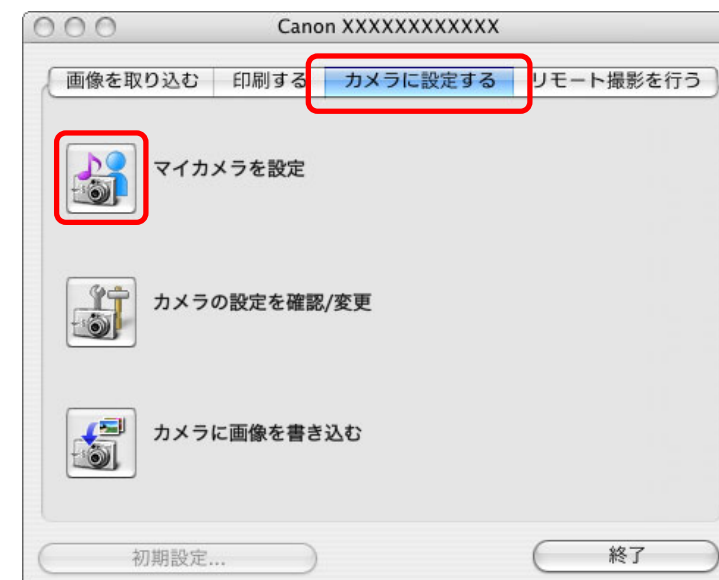 Canon XXXXXXXXXXXX
画像を取り込む 印刷する カメラに設定する リモート撮影を行う
マイカメラを設定
カメラの設定を確認/変更
カメラに画像を書き込む
初期設定... 終了